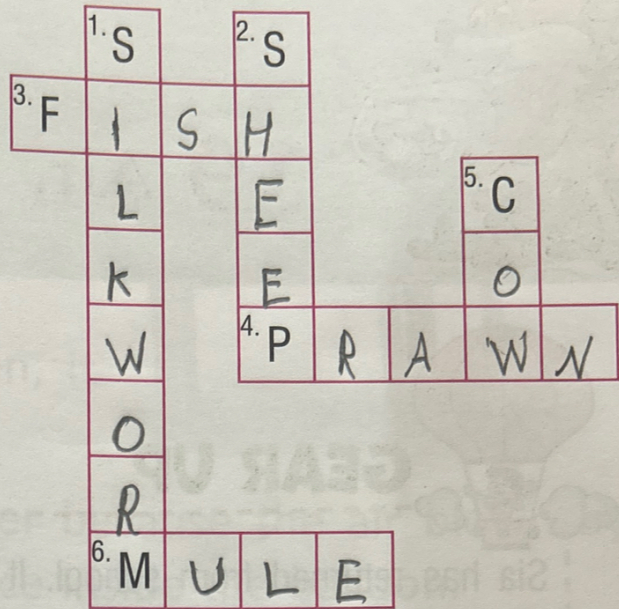 1. S 2. S
3. F I S H
L E 5. C
K E O
W 4. P R A W N
O
R
6. M U L E